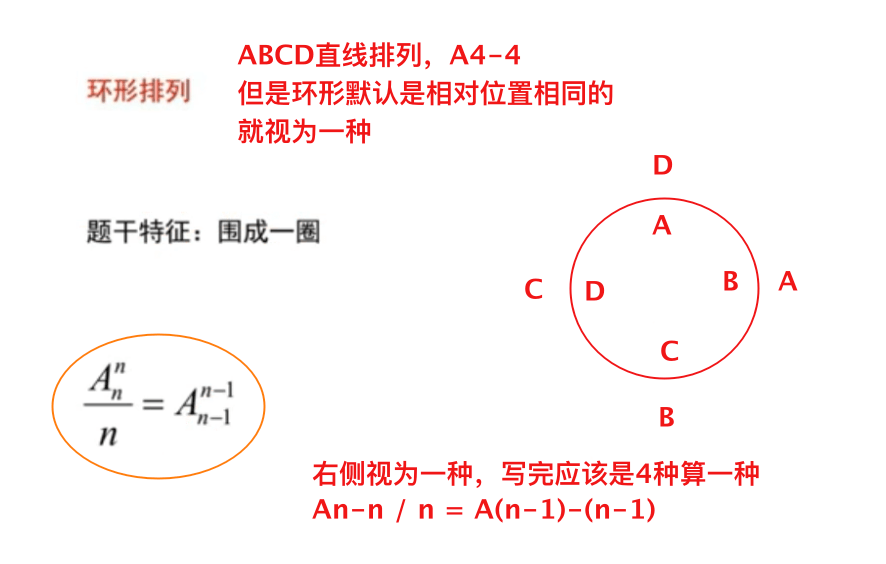 ABCD直线排列，A4-4
环形排列
但是环形默认是相对位置相同的
就视为一种
D
A
题干特征：围成一圈
C
D
B
A
C
B
A_n^n / n = A_{n-1}^{n-1}
右侧视为一种，写完应该是4种算一种
An-n / n = A(n-1)-(n-1)